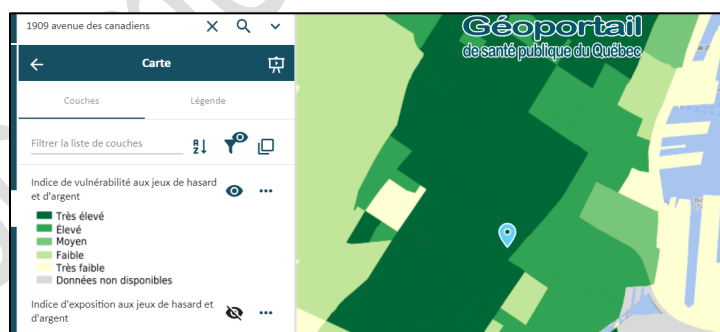 1909 avenue des canadiens
Géoportail
de santé publique du Québec
Carte
Couches
Légende
Filtrer la liste de couches
Indice de vulnérabilité aux jeux de hasard
et d'argent
Très élevé
Élevé
Moyen
Faible
Très faible
Données non disponibles
Indice d'exposition aux jeux de hasard et
d'argent